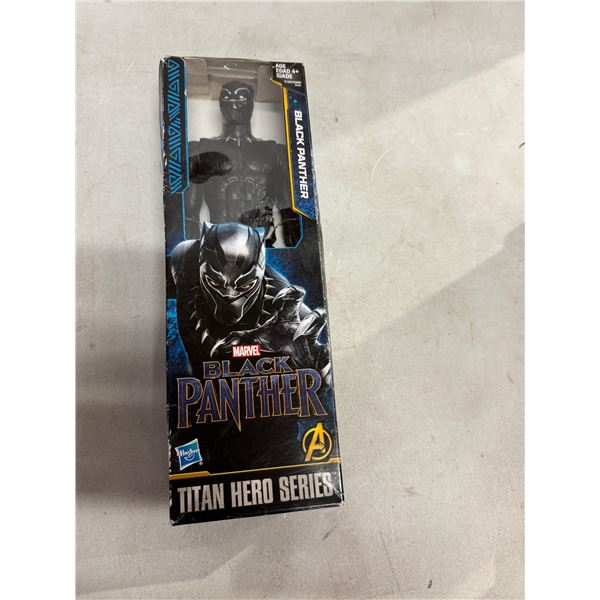 AGE
EDAD 4+
IDADE
BLACK PANTHER
MARVEL
BLACK
PANTHER
Hasbro
TITAN HERO SERIES